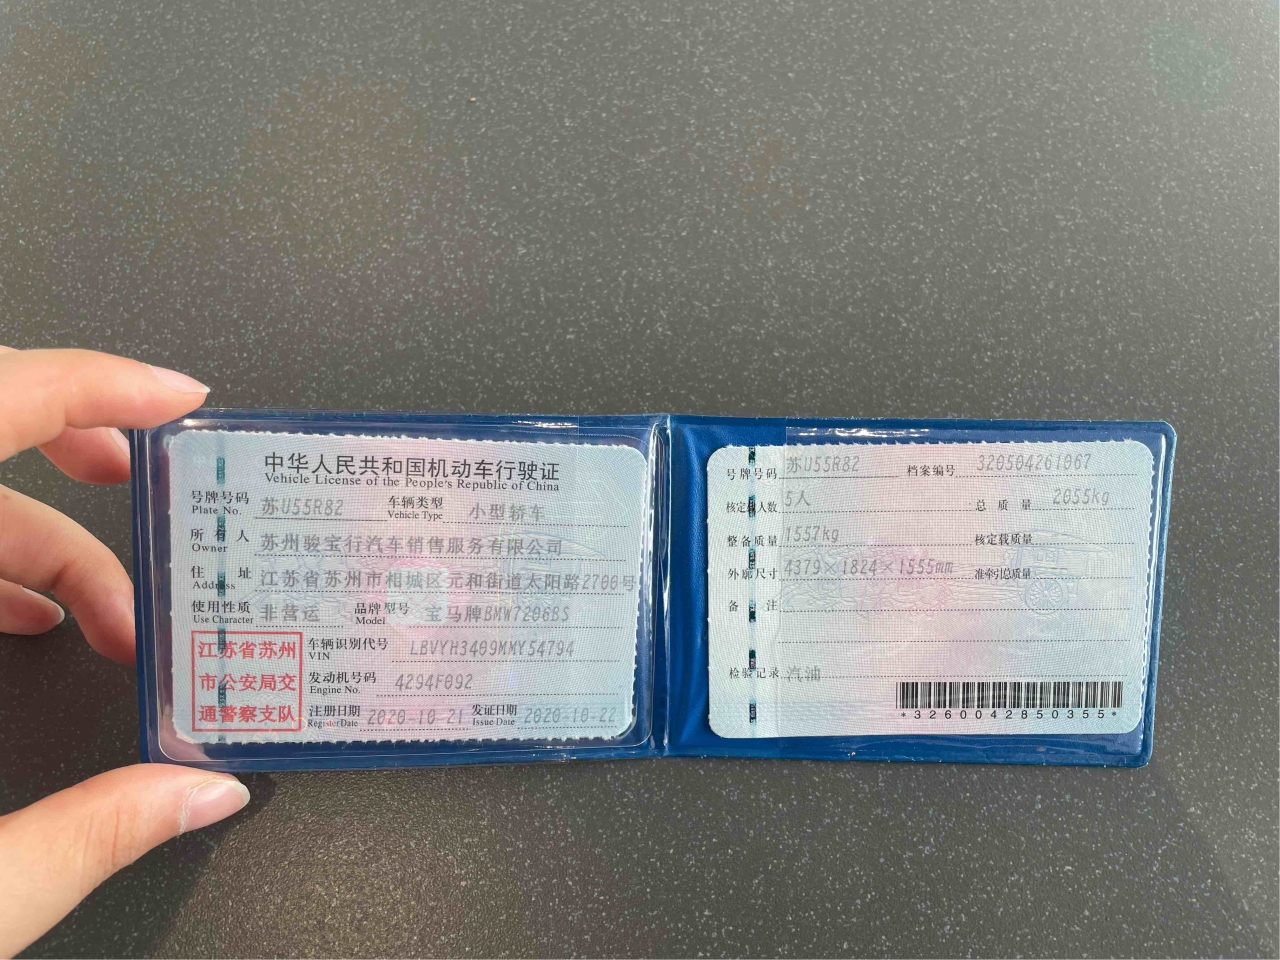 中华人民共和国机动车行驶证
Vehicle License of the People's Republic of China
号牌号码 苏U55R82 车辆类型 小型轿车
Plate No. Vehicle Type
所有人 苏州骏宝行汽车销售服务有限公司
Owner
住址 江苏省苏州市相城区元和街道太阳路2700号
Address
使用性质 非营运 品牌型号 宝马牌BMW7206BS
Use Character Model
江苏省苏州
市公安局交
通警察支队
车辆识别代号 LBVYH3409MMY54794
VIN
发动机号码 4294F092
Engine No.
注册日期 2020-10-21 发证日期 2020-10-22
Register Date Issue Date
号牌号码 苏U55R82 档案编号 320504261067
核定载人数 5人 总质量 2055kg
整备质量 1557kg 核定载质量
外廓尺寸 4379×1824×1555mm 准牵引总质量
备注
检验记录 汽油
*3260042850355*